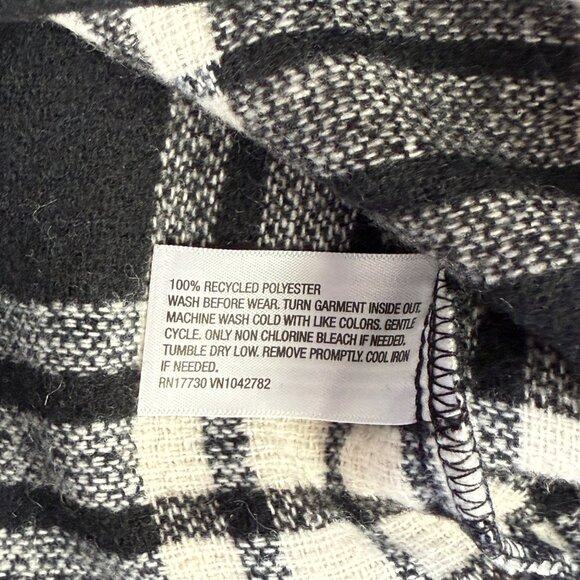 100% RECYCLED POLYESTER
WASH BEFORE WEAR. TURN GARMENT INSIDE OUT.
MACHINE WASH COLD WITH LIKE COLORS. GENTLE
CYCLE. ONLY NON CHLORINE BLEACH IF NEEDED.
TUMBLE DRY LOW. REMOVE PROMPTLY. COOL IRON
IF NEEDED.
RN17730 VN1042782